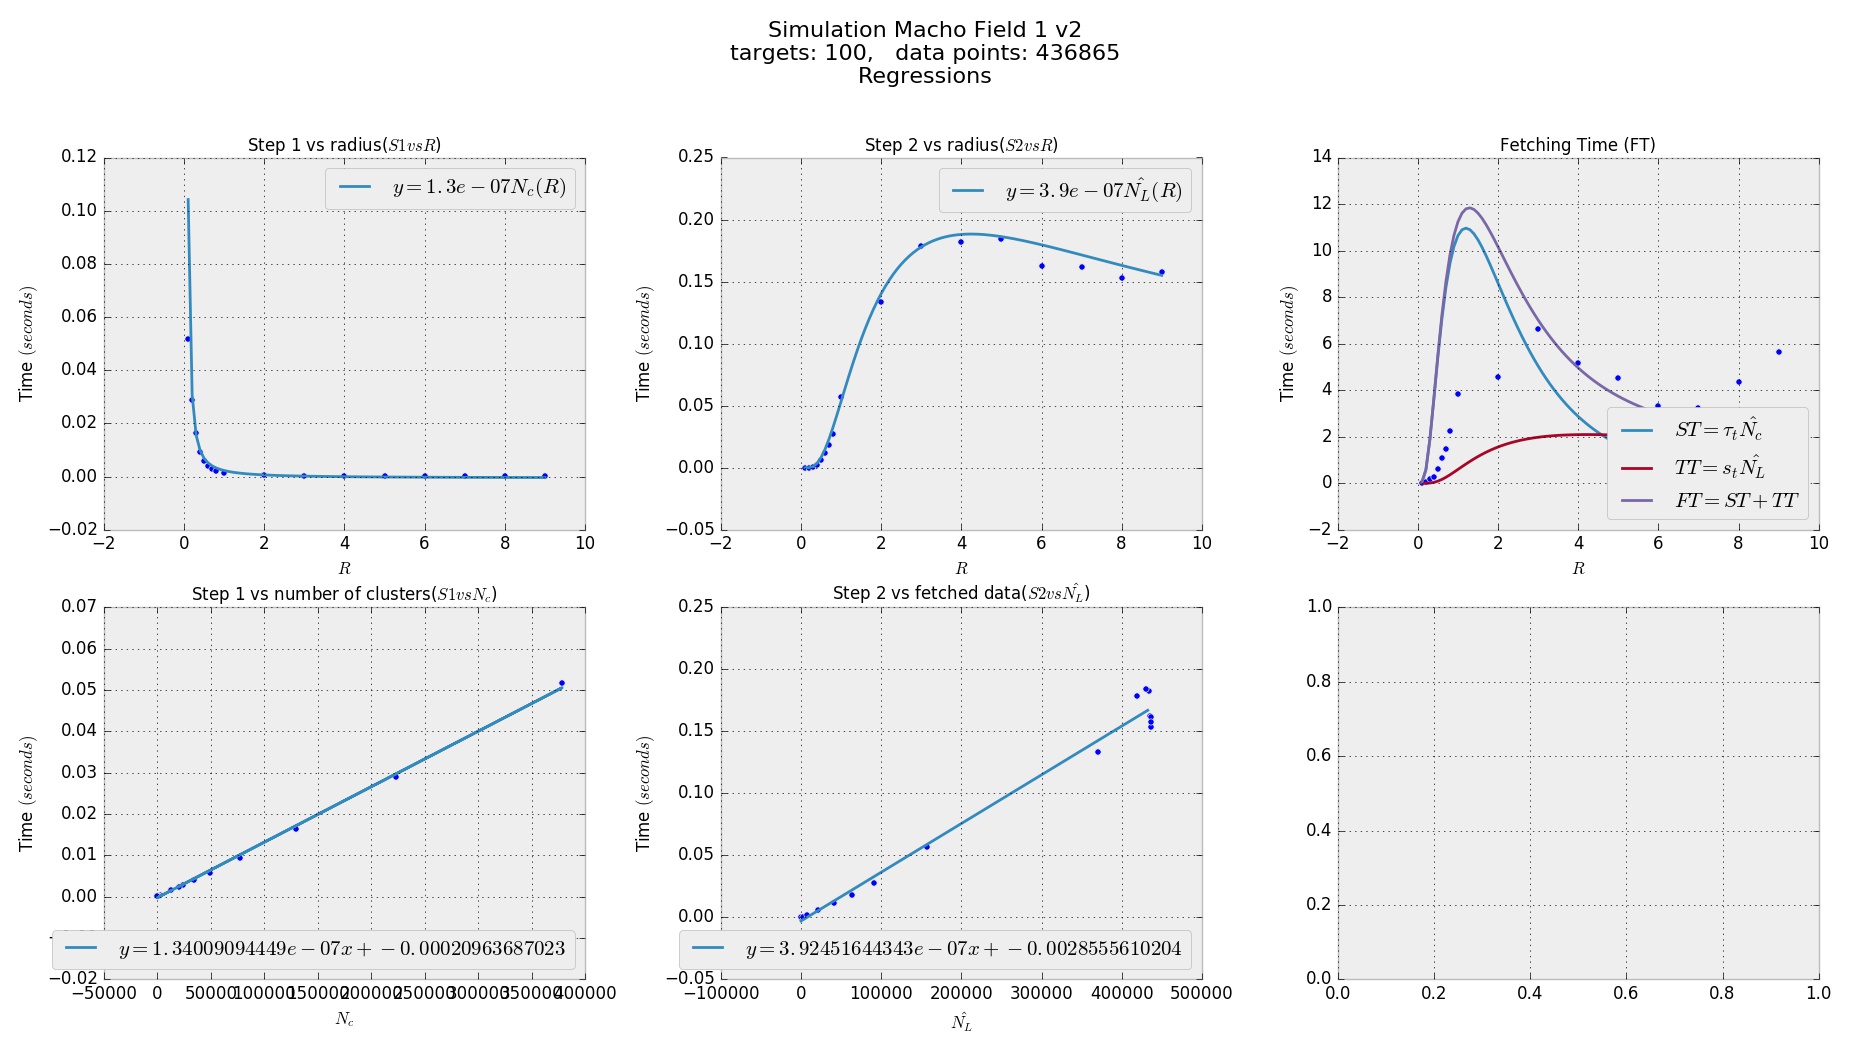 Simulation Macho Field 1 v2
targets: 100,   data points: 436865
Regressions
Step 1 vs radius(S1vsR)
0.12
0.10
0.08
0.06
0.04
0.02
0.00
−0.02
−2 0 2 4 6 8 10
Time (seconds)
R
y = 1.3e − 07N_c(R)
Step 2 vs radius(S2vsR)
0.25
0.20
0.15
0.10
0.05
0.00
−0.05
−2 0 2 4 6 8 10
Time (seconds)
R
y = 3.9e − 07N̂_L(R)
Fetching Time (FT)
14
12
10
8
6
4
2
0
−2
−2 0 2 4 6 8 10
Time (seconds)
R
ST = τ_t N̂_c
TT = s_t N̂_L
FT = ST + TT
Step 1 vs number of clusters(S1vsN_c)
0.07
0.06
0.05
0.04
0.03
0.02
0.01
0.00
−0.02
−50000 0 50000 100000 150000 200000 250000 300000 350000 400000
Time (seconds)
N_c
y = 1.34009094449e − 07x + −0.00020963687023
Step 2 vs fetched data(S2vsN̂_L)
0.25
0.20
0.15
0.10
0.05
0.00
−0.05
−100000 0 100000 200000 300000 400000 500000
Time (seconds)
N̂_L
y = 3.92451644343e − 07x + −0.0028555610204
1.0
0.8
0.6
0.4
0.2
0.0
0.0 0.2 0.4 0.6 0.8 1.0